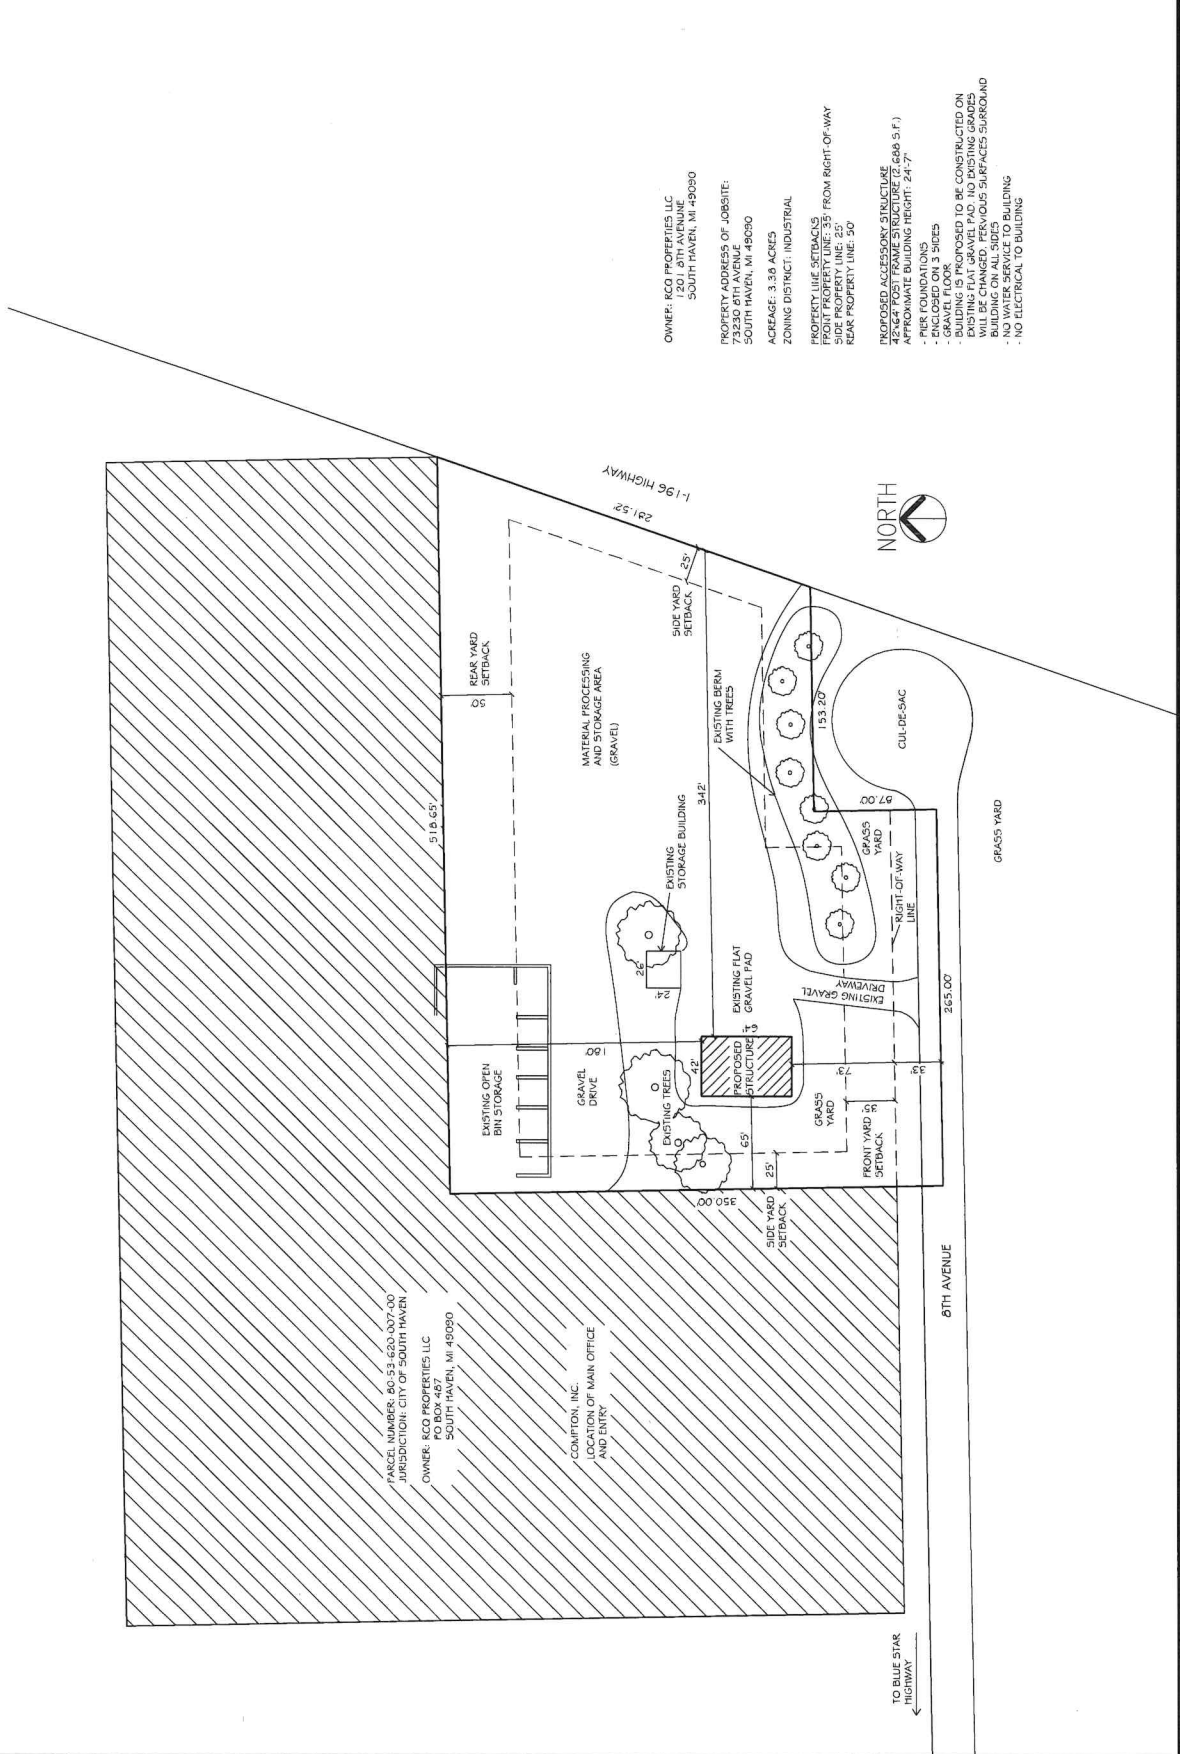 OWNER: RCQ PROPERTIES LLC
1201 8TH AVENUNE
SOUTH HAVEN, MI 49090
PROPERTY ADDRESS OF JOBSITE:
73230 8TH AVENUE
SOUTH HAVEN, MI 49090
ACREAGE: 3.38 ACRES
ZONING DISTRICT: INDUSTRIAL
PROPERTY LINE SETBACKS
FRONT PROPERTY LINE: 35' FROM RIGHT-OF-WAY
SIDE PROPERTY LINE: 25'
REAR PROPERTY LINE: 50'
PROPOSED ACCESSORY STRUCTURE
42'x64' POST FRAME STRUCTURE (2,688 S.F.)
APPROXIMATE BUILDING HEIGHT: 24'-7"
- PIER FOUNDATIONS
- ENCLOSED ON 3 SIDES
- GRAVEL FLOOR
- BUILDING IS PROPOSED TO BE CONSTRUCTED ON
EXISTING FLAT GRAVEL PAD. NO EXISTING GRADES
WILL BE CHANGED. PERVIOUS SURFACES SURROUND
BUILDING ON ALL SIDES
- NO WATER SERVICE TO BUILDING
- NO ELECTRICAL TO BUILDING
I-196 HIGHWAY
281.52'
NORTH
518.65'
REAR YARD
SETBACK
50'
SIDE YARD
SETBACK
25'
MATERIAL PROCESSING
AND STORAGE AREA
(GRAVEL)
EXISTING BERM
WITH TREES
342'
153.20'
CUL-DE-SAC
87.00'
GRASS YARD
GRASS
YARD
RIGHT-OF-WAY
LINE
EXISTING
STORAGE BUILDING
26'
24'
EXISTING FLAT
GRAVEL PAD
EXISTING GRAVEL
DRIVEWAY
265.00'
EXISTING OPEN
BIN STORAGE
180'
GRAVEL
DRIVE
EXISTING TREES
42'
64'
PROPOSED
STRUCTURE
73'
33'
GRASS
YARD
35'
FRONT YARD
SETBACK
65'
25'
350.00'
SIDE YARD
SETBACK
8TH AVENUE
PARCEL NUMBER: 80-53-620-007-00
JURISDICTION: CITY OF SOUTH HAVEN
OWNER: RCQ PROPERTIES LLC
PO BOX 487
SOUTH HAVEN, MI 49090
COMPTON, INC.
LOCATION OF MAIN OFFICE
AND ENTRY
TO BLUE STAR
HIGHWAY